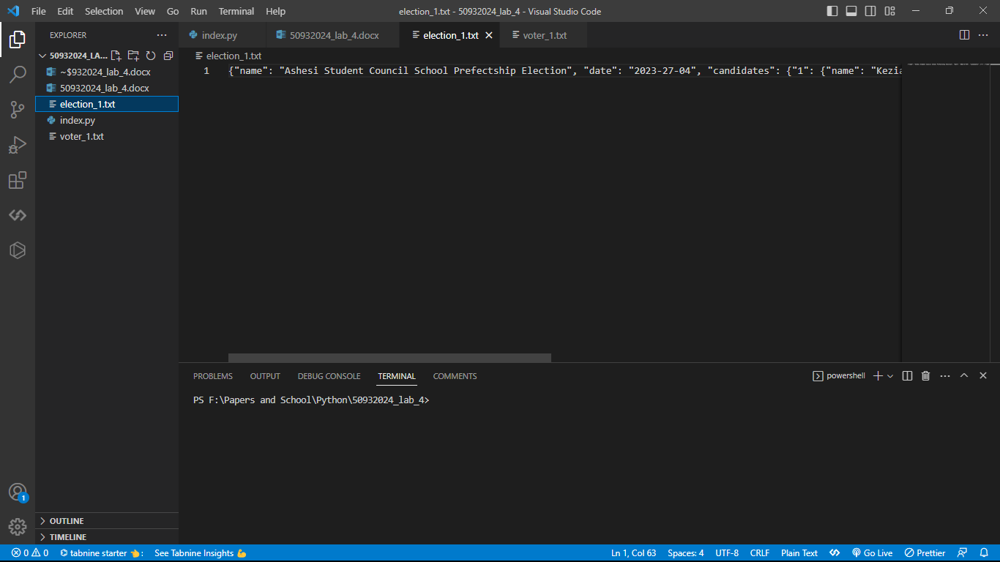 File Edit Selection View Go Run Terminal Help
election_1.txt - 50932024_lab_4 - Visual Studio Code
EXPLORER
50932024_LA...
~$932024_lab_4.docx
50932024_lab_4.docx
election_1.txt
index.py
voter_1.txt
OUTLINE
TIMELINE
index.py 50932024_lab_4.docx election_1.txt voter_1.txt
election_1.txt
1 {"name": "Ashesi Student Council School Prefectship Election", "date": "2023-27-04", "candidates": {"1": {"name": "Kezia
PROBLEMS OUTPUT DEBUG CONSOLE TERMINAL COMMENTS
powershell
PS F:\Papers and School\Python\50932024_lab_4>
1
0 0 tabnine starter : See Tabnine Insights
Ln 1, Col 63 Spaces: 4 UTF-8 CRLF Plain Text Go Live Prettier